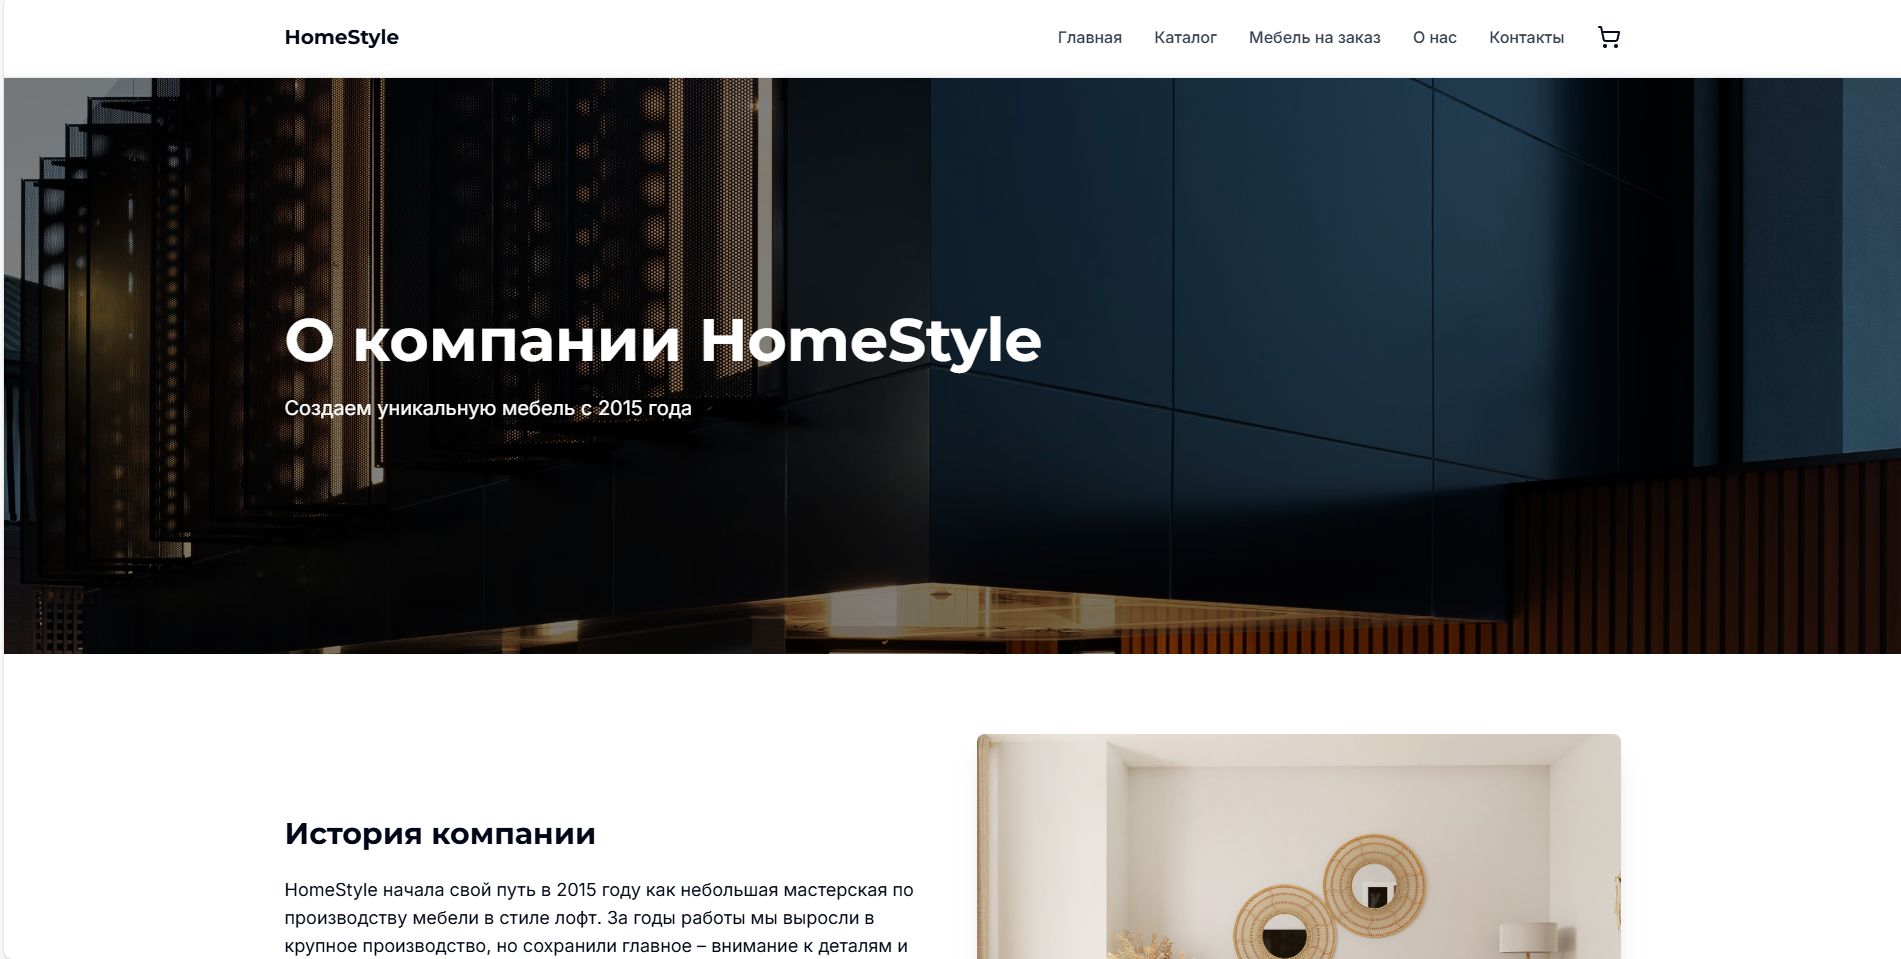 HomeStyle
Главная
Каталог
Мебель на заказ
О нас
Контакты
О компании HomeStyle
Создаем уникальную мебель с 2015 года
История компании
HomeStyle начала свой путь в 2015 году как небольшая мастерская по
производству мебели в стиле лофт. За годы работы мы выросли в
крупное производство, но сохранили главное – внимание к деталям и